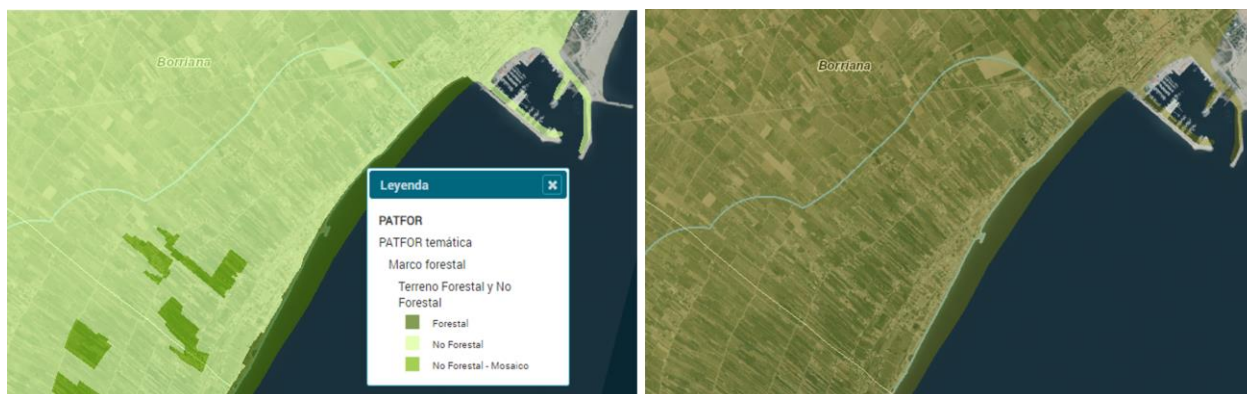 Borriana
Leyenda
PATFOR
PATFOR temática
Marco forestal
Terreno Forestal y No
Forestal
Forestal
No Forestal
No Forestal - Mosaico
Borriana